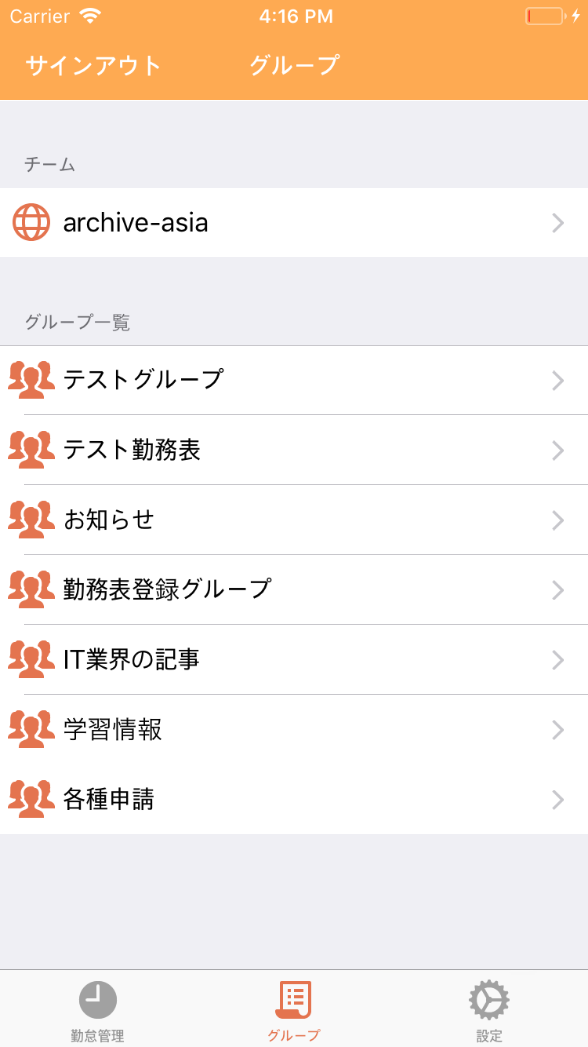 Carrier 4:16 PM
サインアウト グループ
チーム
archive-asia
グループ一覧
テストグループ
テスト勤務表
お知らせ
勤務表登録グループ
IT業界の記事
学習情報
各種申請
勤怠管理 グループ 設定